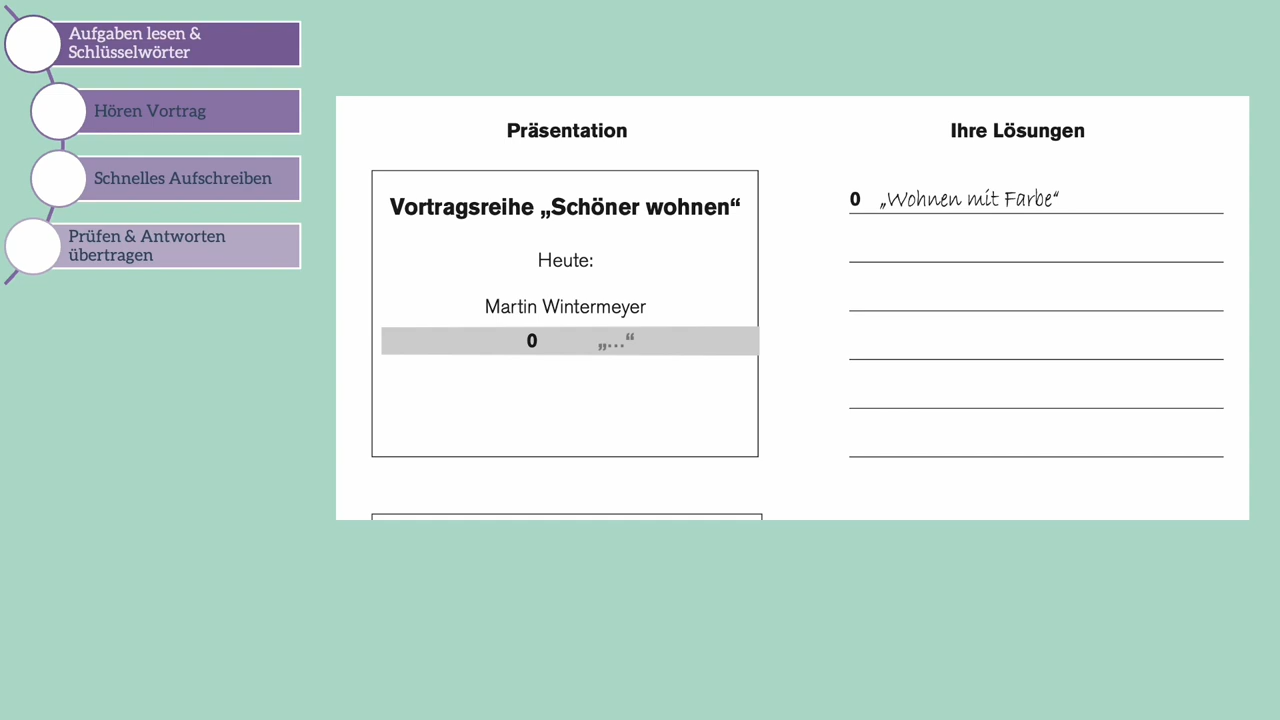 Aufgaben lesen &
Schlüsselwörter
Hören Vortrag
Schnelles Aufschreiben
Prüfen & Antworten
übertragen
Präsentation
Vortragsreihe „Schöner wohnen“
Heute:
Martin Wintermeyer
0 „...“
Ihre Lösungen
0 „Wohnen mit Farbe“